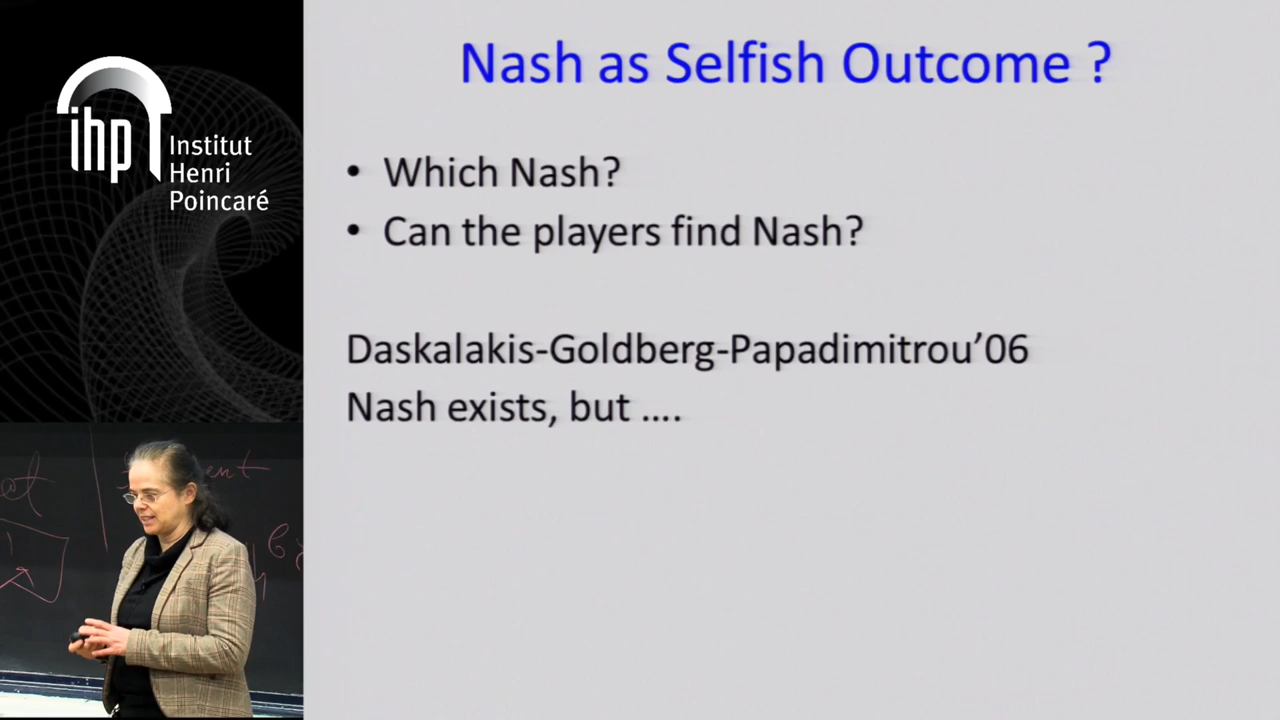 ihp Institut
Henri
Poincaré
Nash as Selfish Outcome ?
• Which Nash?
• Can the players find Nash?
Daskalakis-Goldberg-Papadimitrou’06
Nash exists, but ....